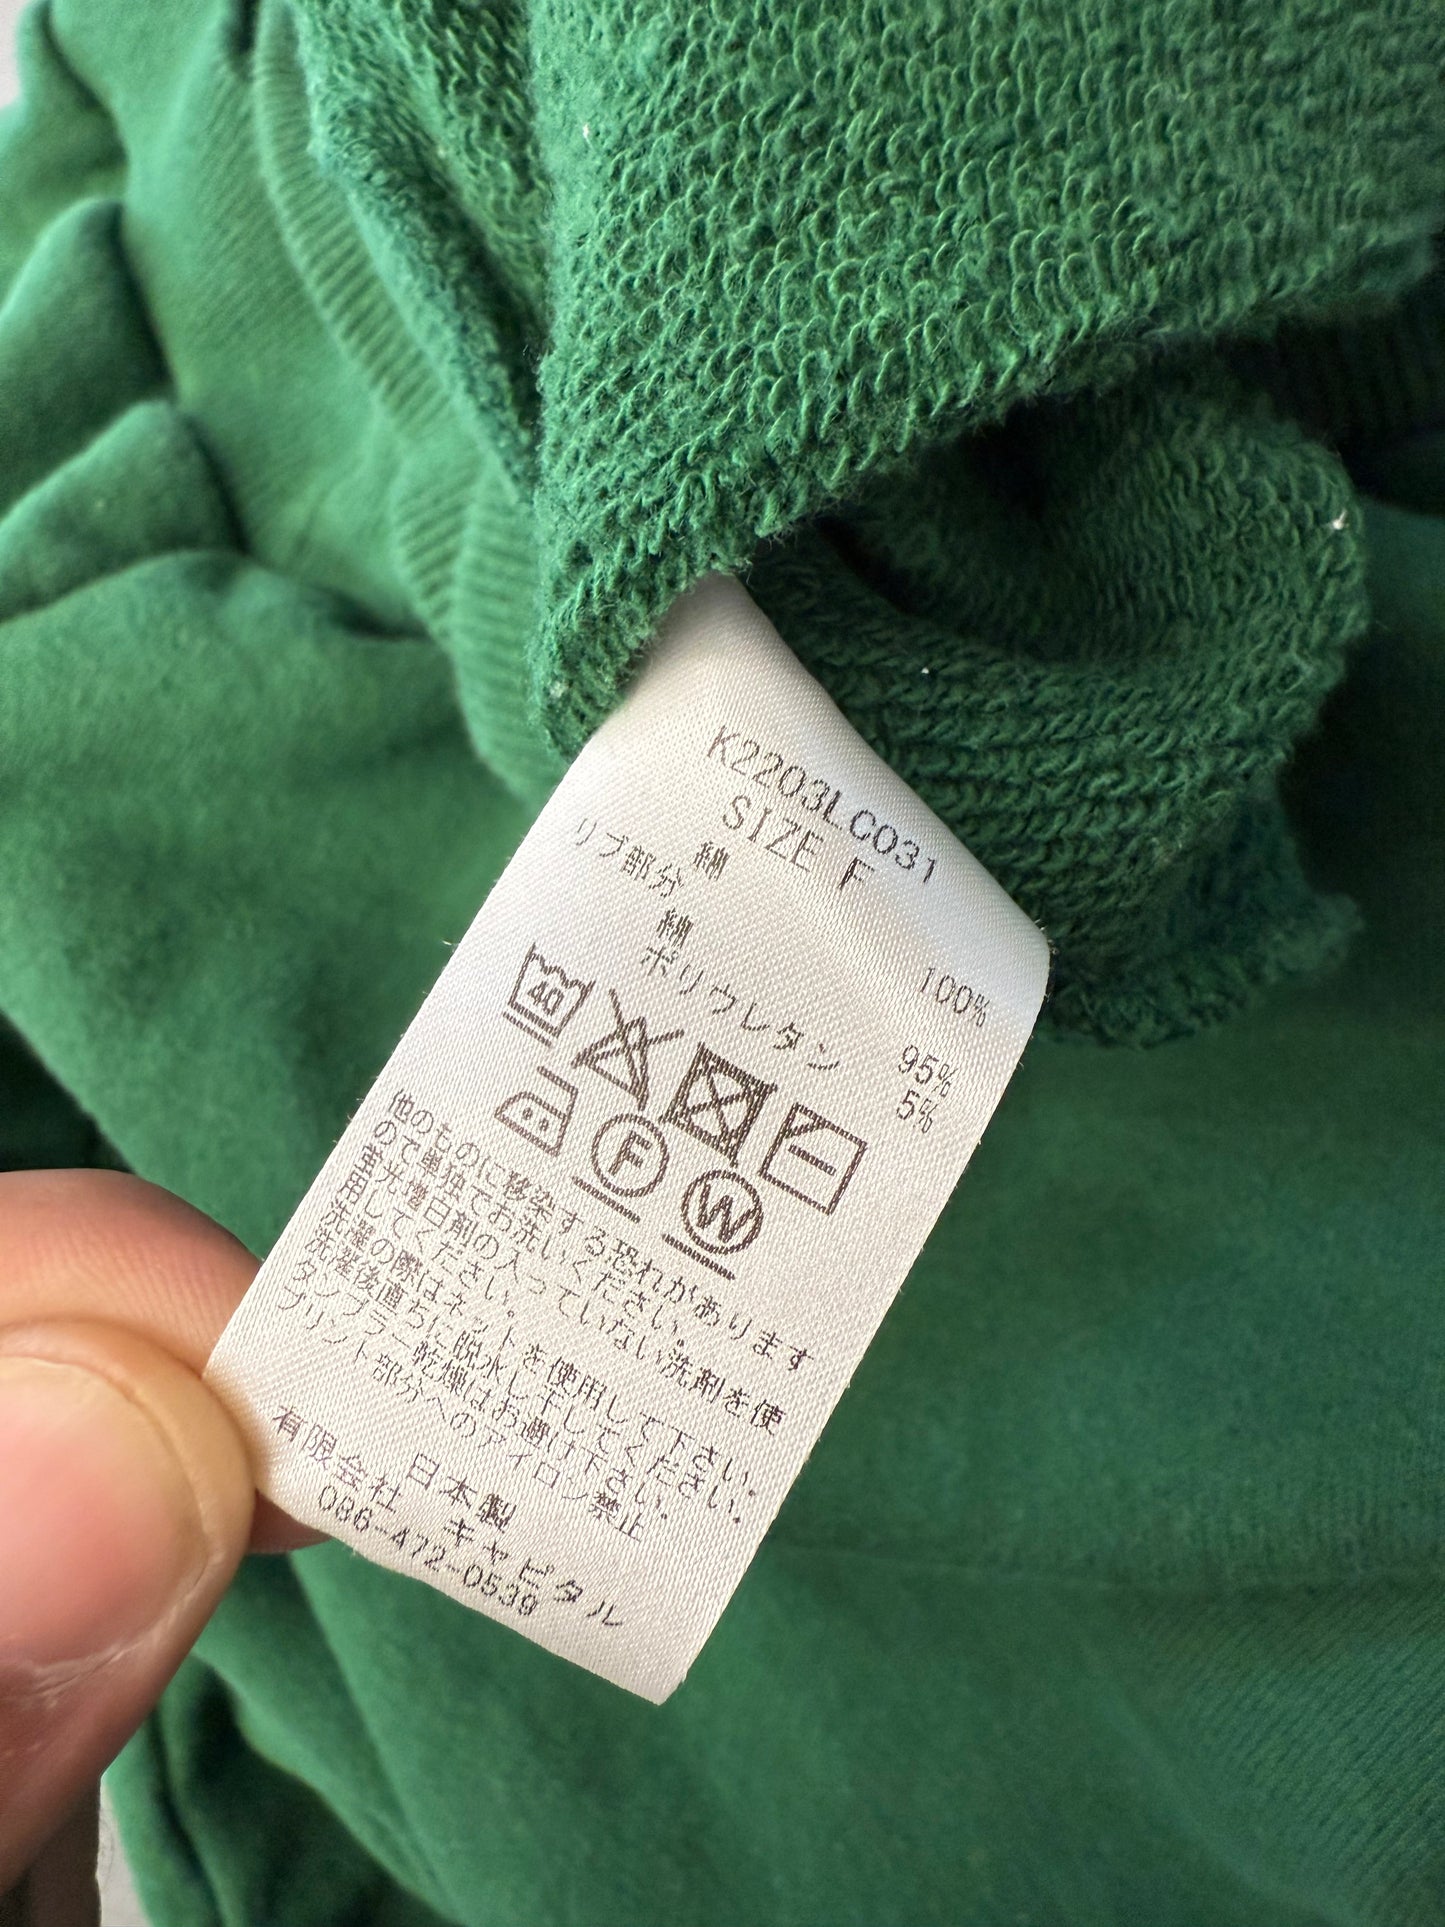 K2203LC031
SIZE F
綿 100%
リブ部分
綿 95%
ポリウレタン 5%
40
F
W
他のものに移染する恐れがあります
ので単独でお洗いください。
蛍光増白剤の入っていない洗剤を使
用してください。
洗濯の際はネットを使用して下さい。
洗濯後直ちに脱水し干してください。
タンブラー乾燥はお避け下さい。
プリント部分へのアイロン禁止
日本製
有限会社 キャピタル
086-472-0539